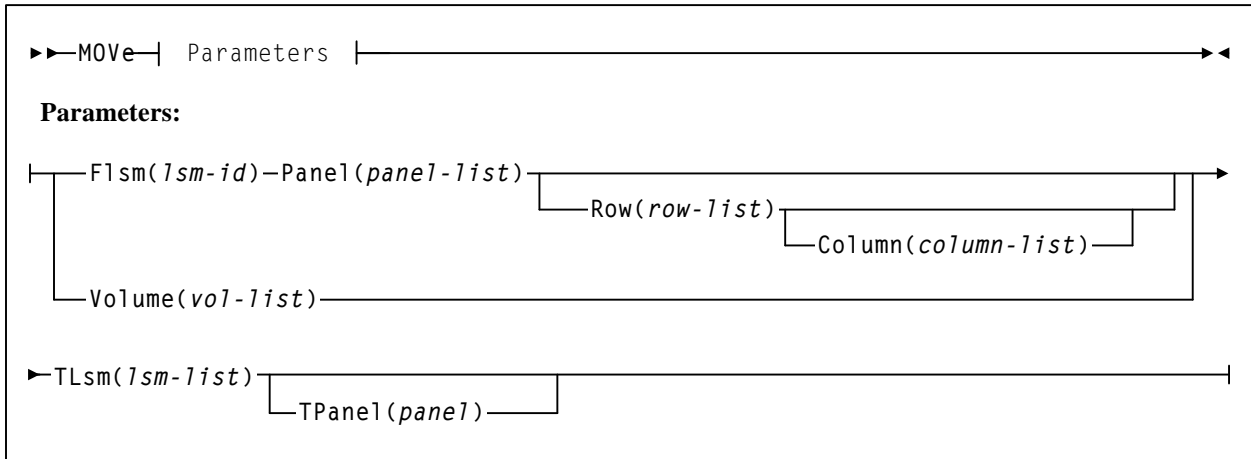 MOVe Parameters
Parameters:
Flsm(lsm-id) Panel(panel-list)
Row(row-list)
Column(column-list)
Volume(vol-list)
TLsm(lsm-list)
TPanel(panel)